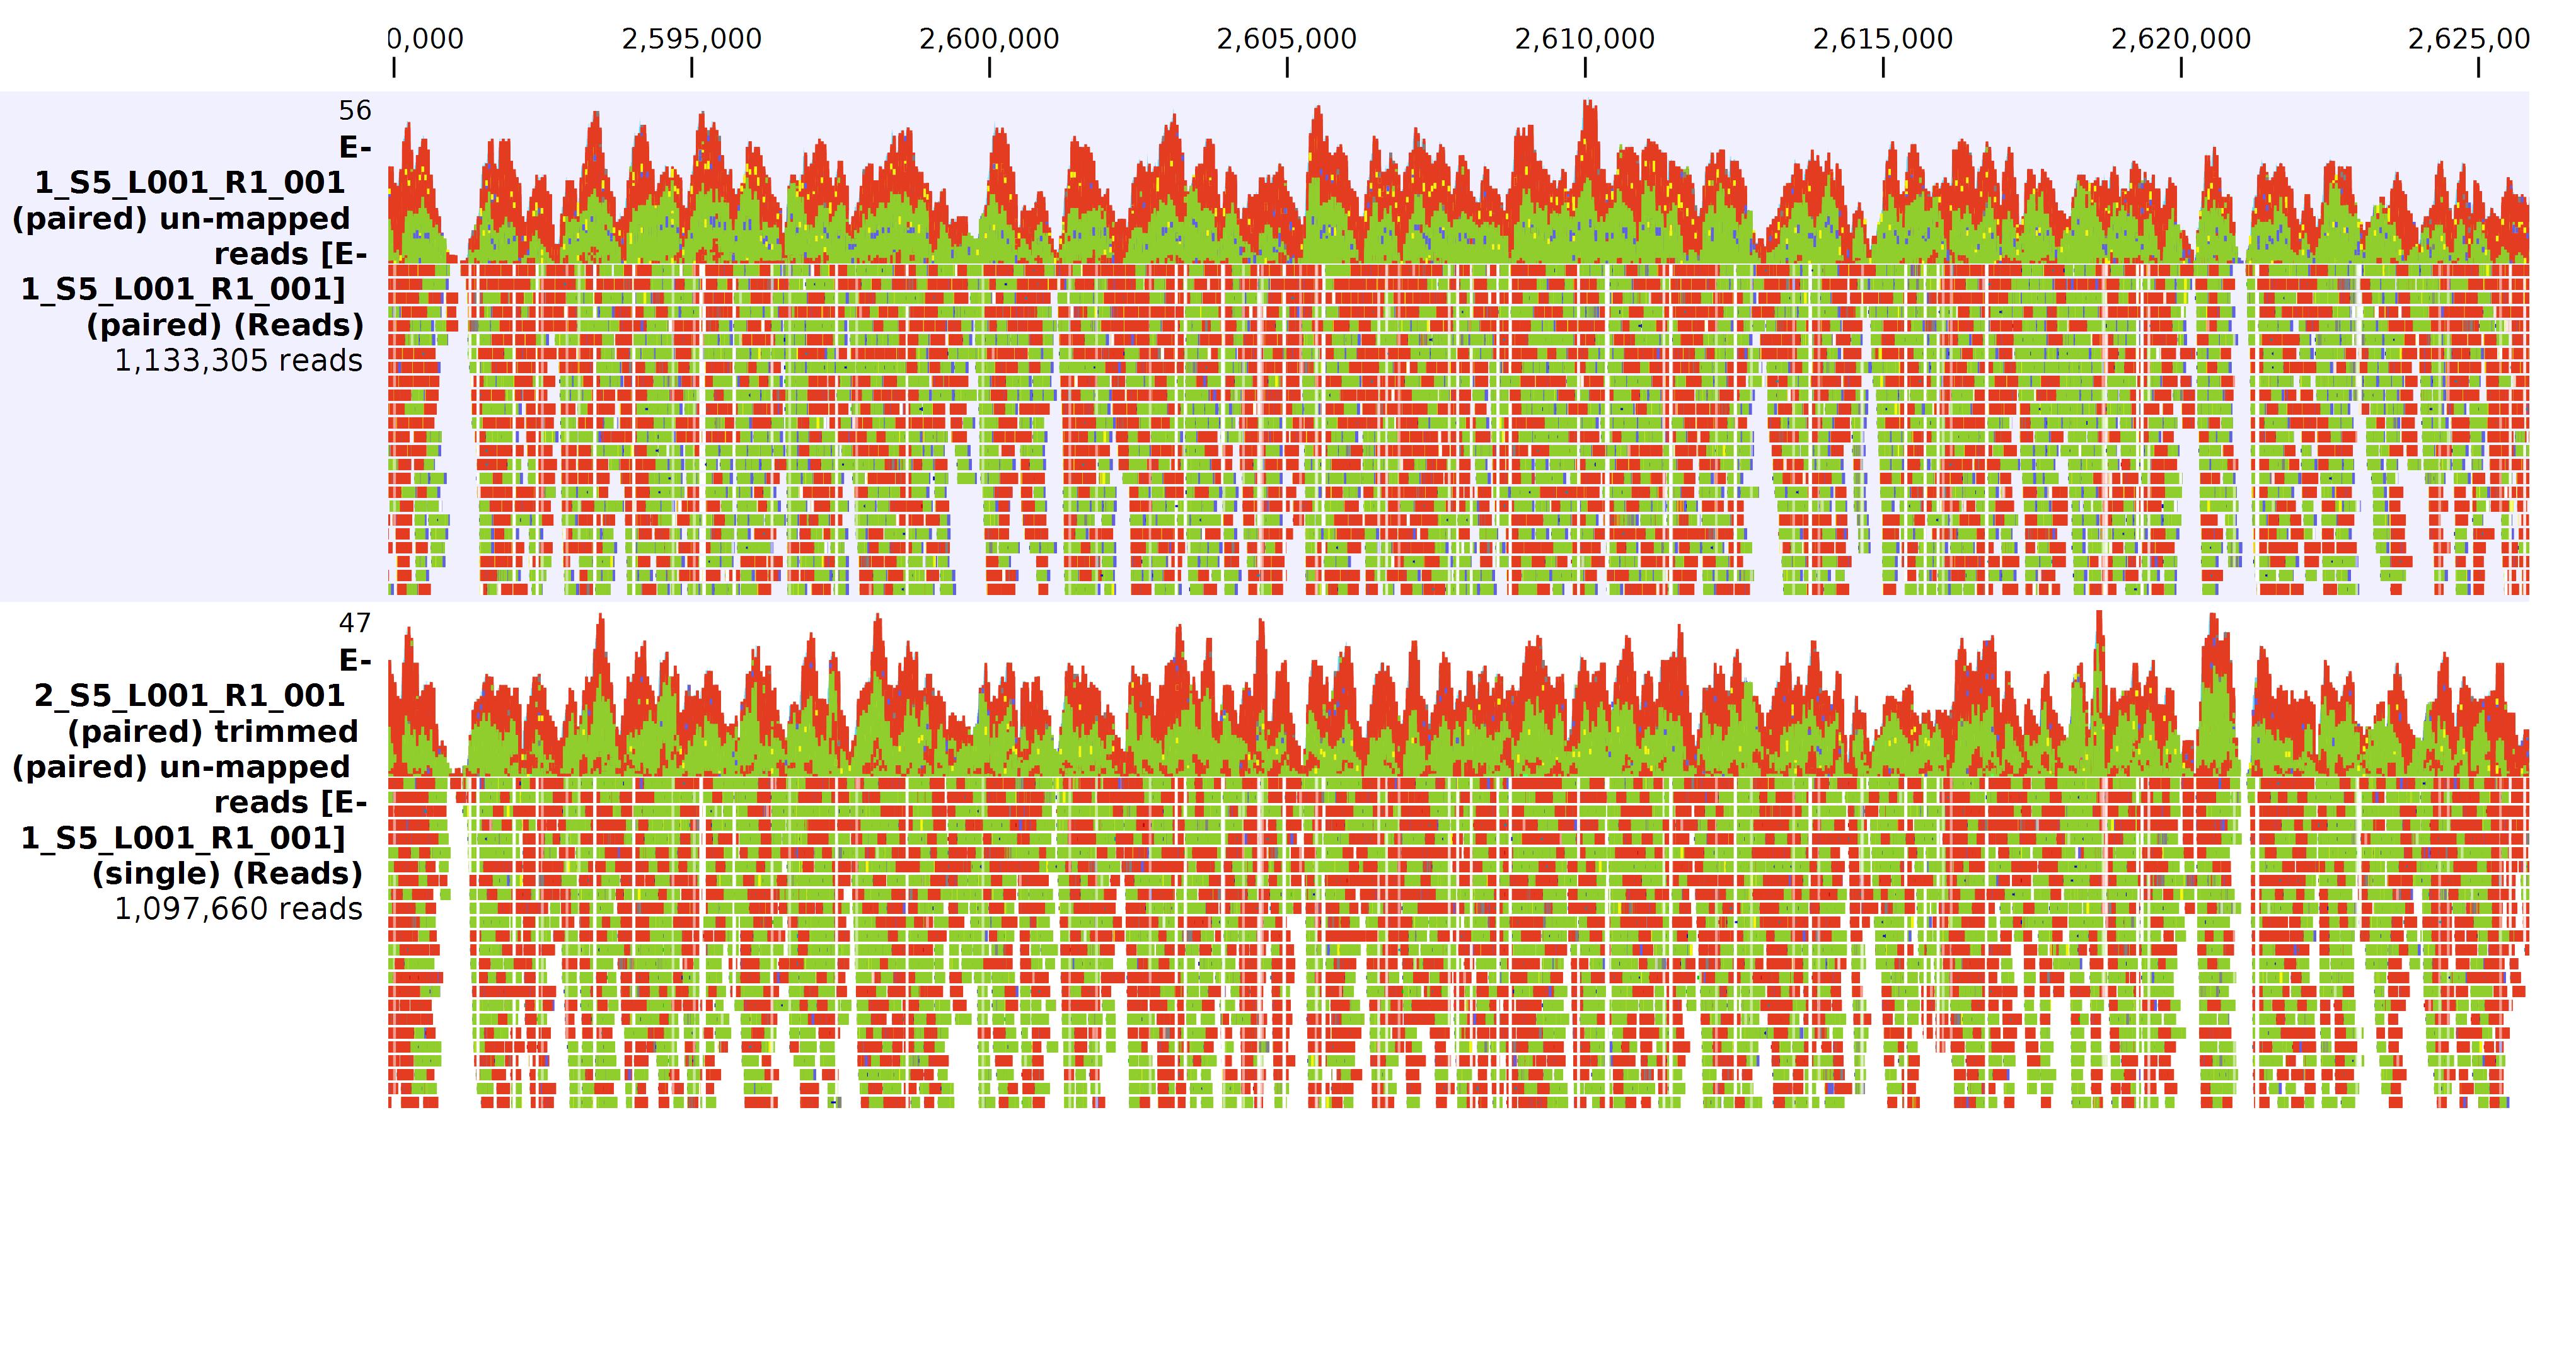 0,000 2,595,000 2,600,000 2,605,000 2,610,000 2,615,000 2,620,000 2,625,00
56
E-
1_S5_L001_R1_001
(paired) un-mapped
reads [E-
1_S5_L001_R1_001]
(paired) (Reads)
1,133,305 reads
47
E-
2_S5_L001_R1_001
(paired) trimmed
(paired) un-mapped
reads [E-
1_S5_L001_R1_001]
(single) (Reads)
1,097,660 reads